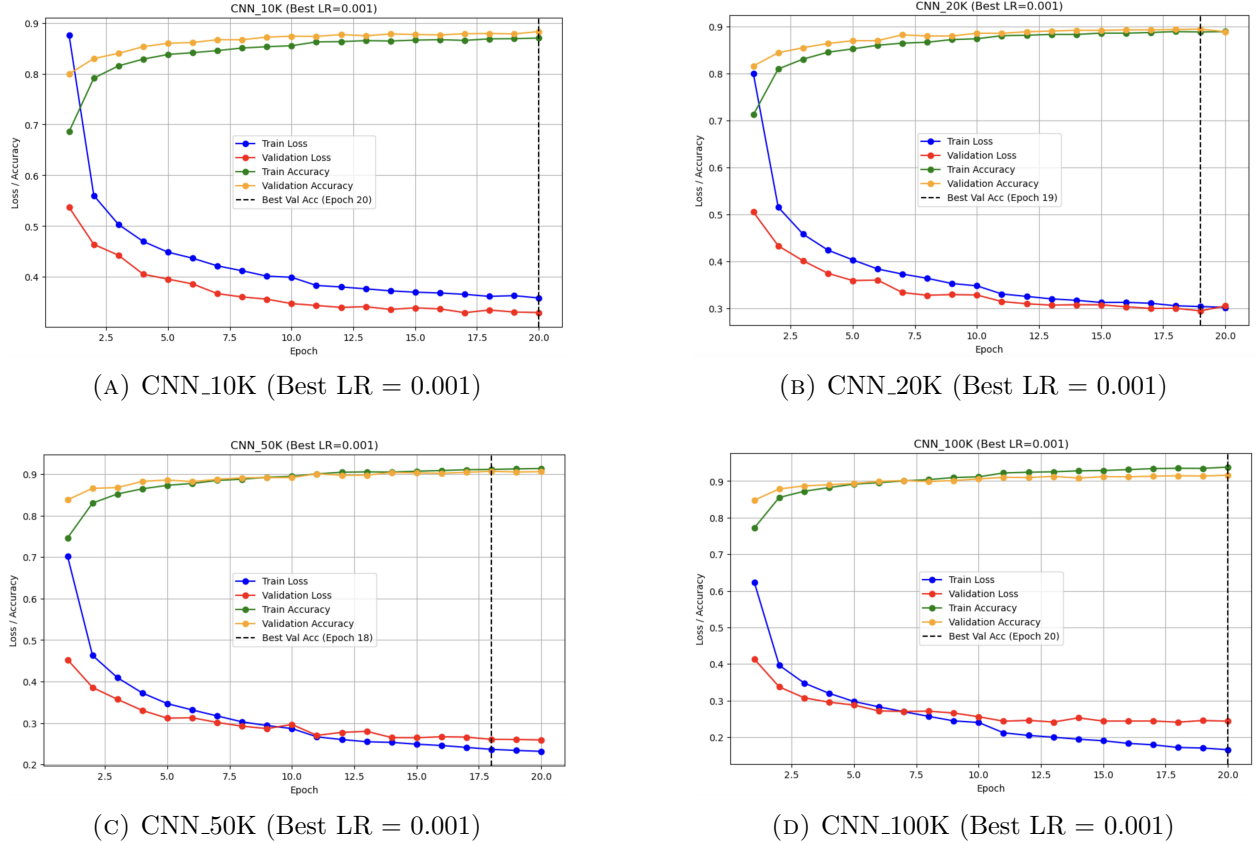 CNN_10K (Best LR=0.001)
0.9
0.8
0.7
0.6
0.5
0.4
Loss / Accuracy
Train Loss
Validation Loss
Train Accuracy
Validation Accuracy
Best Val Acc (Epoch 20)
2.5 5.0 7.5 10.0 12.5 15.0 17.5 20.0
Epoch
(A) CNN_10K (Best LR = 0.001)
CNN_20K (Best LR=0.001)
0.9
0.8
0.7
0.6
0.5
0.4
0.3
Loss / Accuracy
Train Loss
Validation Loss
Train Accuracy
Validation Accuracy
Best Val Acc (Epoch 19)
2.5 5.0 7.5 10.0 12.5 15.0 17.5 20.0
Epoch
(B) CNN_20K (Best LR = 0.001)
CNN_50K (Best LR=0.001)
0.9
0.8
0.7
0.6
0.5
0.4
0.3
0.2
Loss / Accuracy
Train Loss
Validation Loss
Train Accuracy
Validation Accuracy
Best Val Acc (Epoch 18)
2.5 5.0 7.5 10.0 12.5 15.0 17.5 20.0
Epoch
(C) CNN_50K (Best LR = 0.001)
CNN_100K (Best LR=0.001)
0.9
0.8
0.7
0.6
0.5
0.4
0.3
0.2
Loss / Accuracy
Train Loss
Validation Loss
Train Accuracy
Validation Accuracy
Best Val Acc (Epoch 20)
2.5 5.0 7.5 10.0 12.5 15.0 17.5 20.0
Epoch
(D) CNN_100K (Best LR = 0.001)